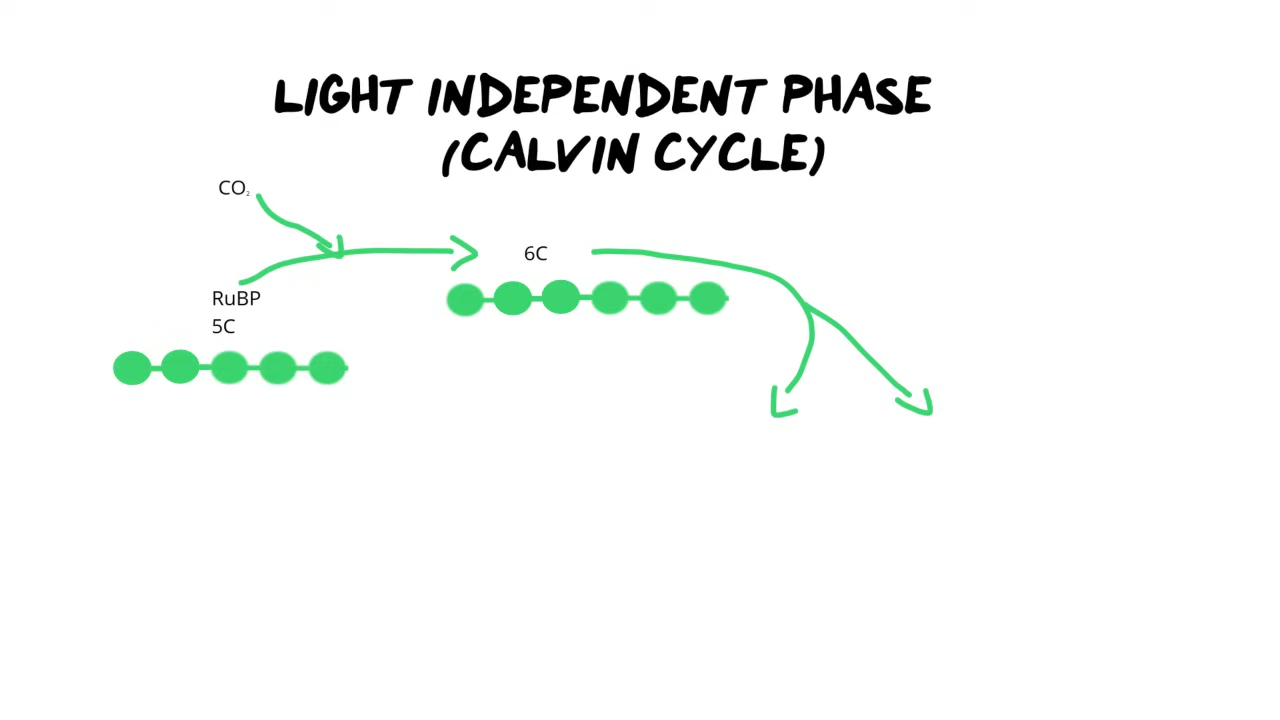 LIGHT INDEPENDENT PHASE
(CALVIN CYCLE)
CO₂
6C
RuBP
5C